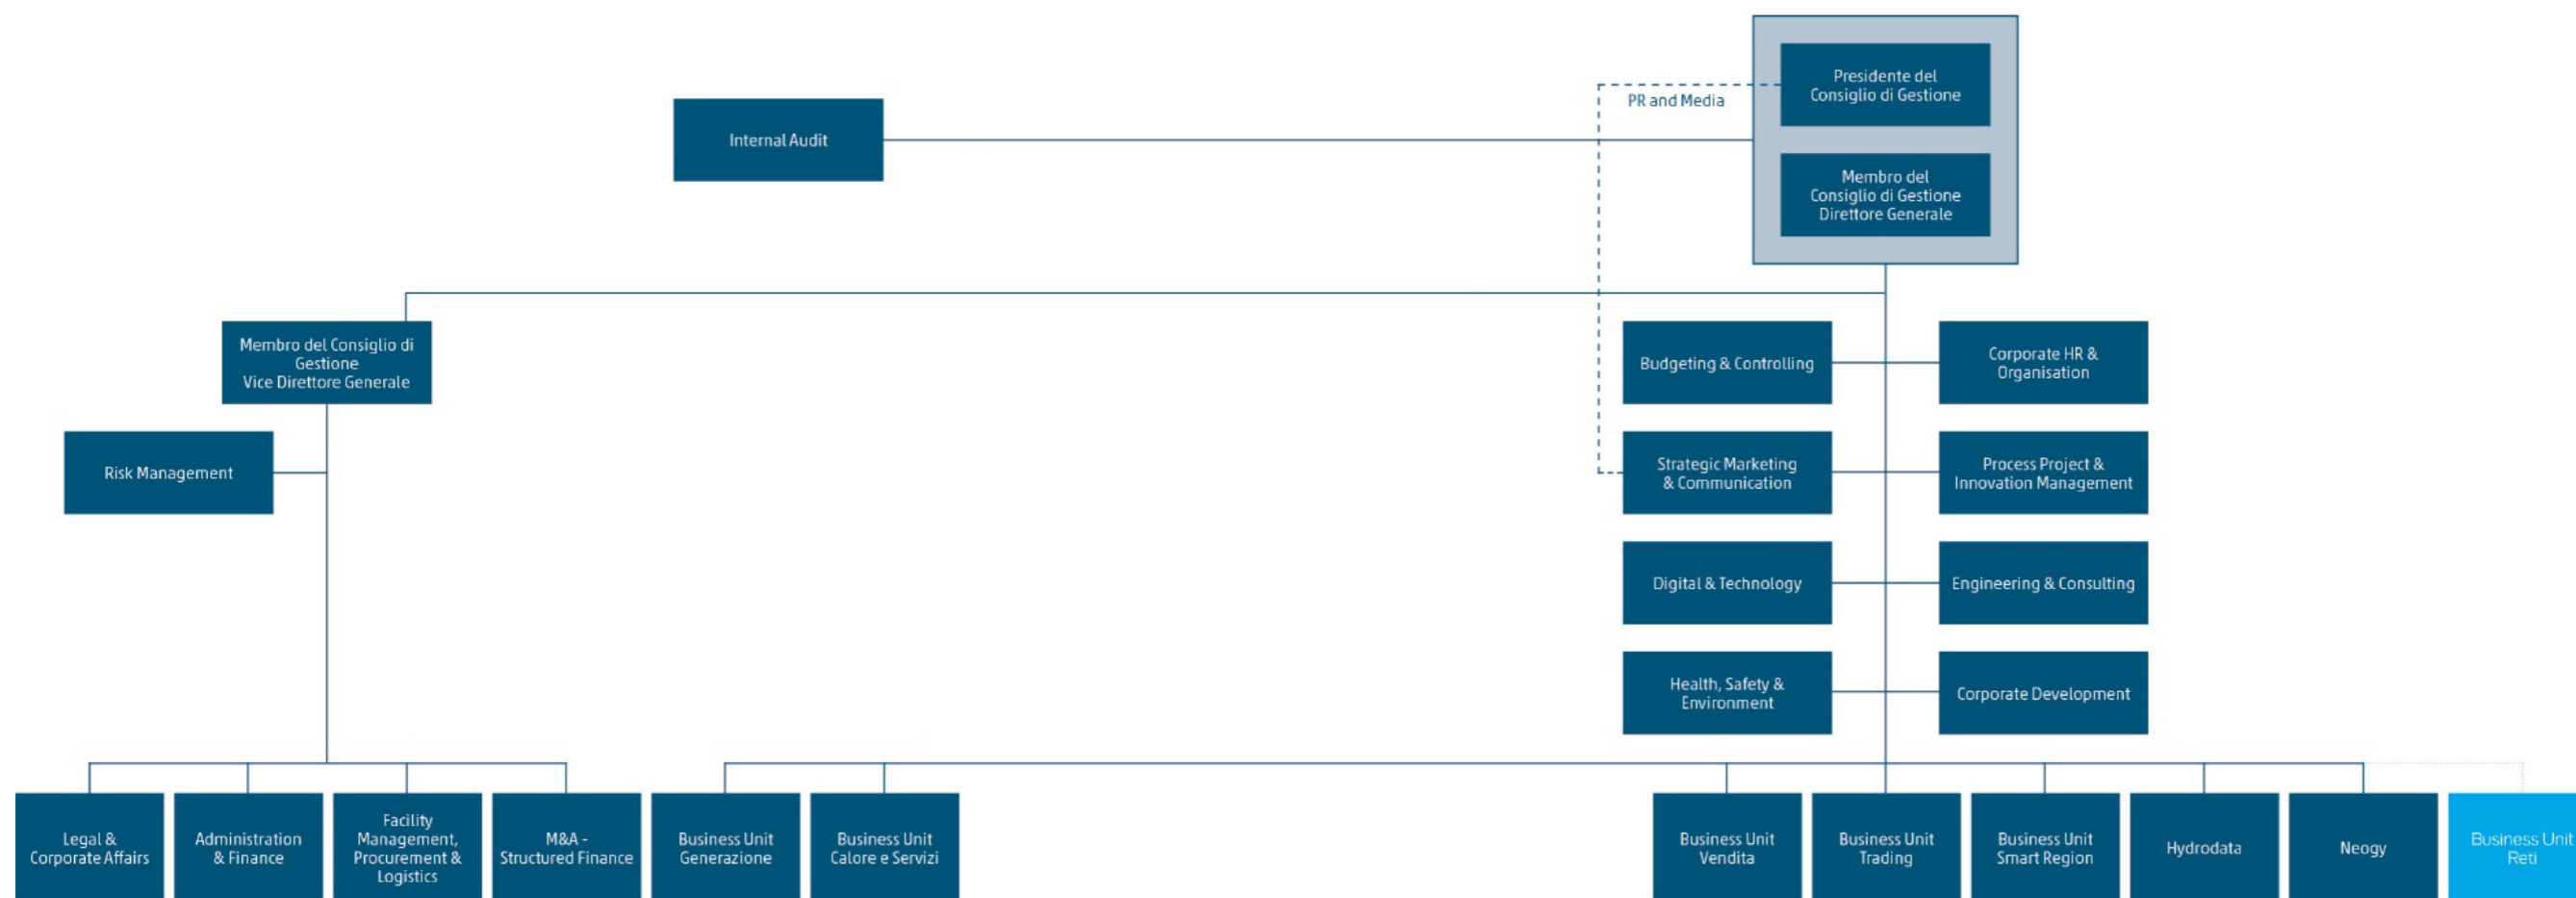 Presidente del
Consiglio di Gestione
PR and Media
Internal Audit
Membro del
Consiglio di Gestione
Direttore Generale
Membro del Consiglio di
Gestione
Vice Direttore Generale
Budgeting & Controlling
Corporate HR &
Organisation
Risk Management
Strategic Marketing
& Communication
Process Project &
Innovation Management
Digital & Technology
Engineering & Consulting
Health, Safety &
Environment
Corporate Development
Legal &
Corporate Affairs
Administration
& Finance
Facility
Management,
Procurement &
Logistics
M&A -
Structured Finance
Business Unit
Generazione
Business Unit
Calore e Servizi
Business Unit
Vendita
Business Unit
Trading
Business Unit
Smart Region
Hydrodata
Neogy
Business Unit
Reti